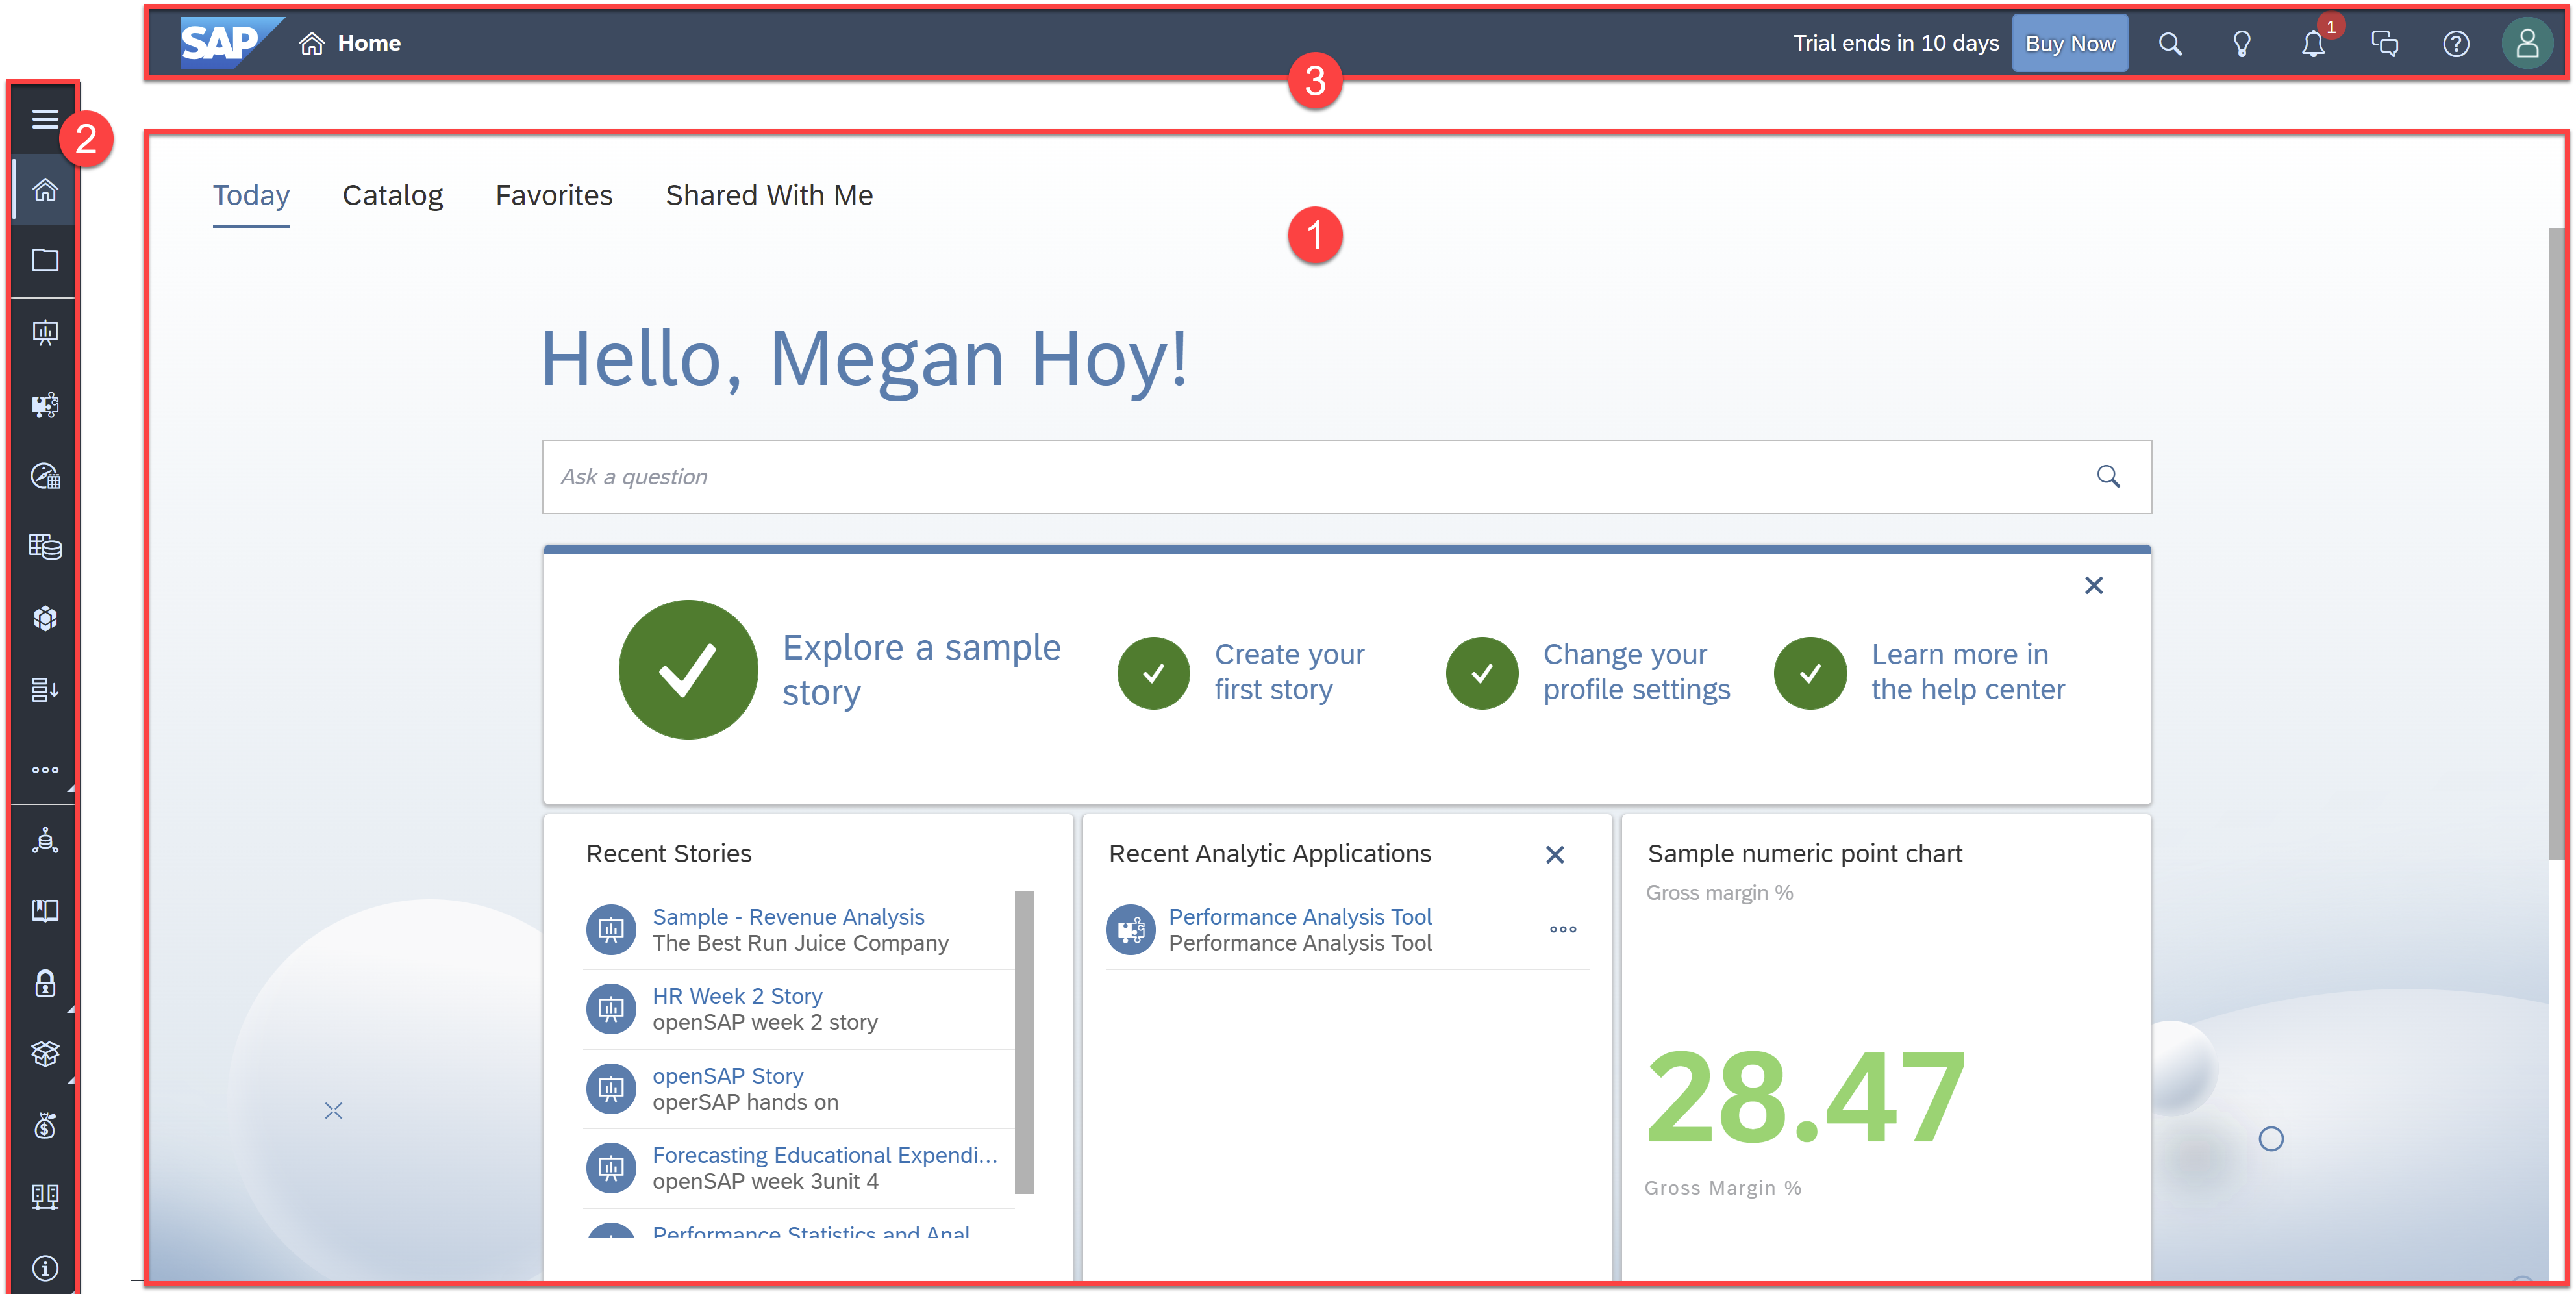 SAP Home Trial ends in 10 days Buy Now 1
3
2
Today Catalog Favorites Shared With Me
1
Hello, Megan Hoy!
Ask a question
Explore a sample
story
Create your
first story
Change your
profile settings
Learn more in
the help center
Recent Stories
Sample - Revenue Analysis
The Best Run Juice Company
HR Week 2 Story
openSAP week 2 story
openSAP Story
operSAP hands on
Forecasting Educational Expendi...
openSAP week 3unit 4
Performance Statistics and Anal
Recent Analytic Applications
Performance Analysis Tool
Performance Analysis Tool
Sample numeric point chart
Gross margin %
28.47
Gross Margin %